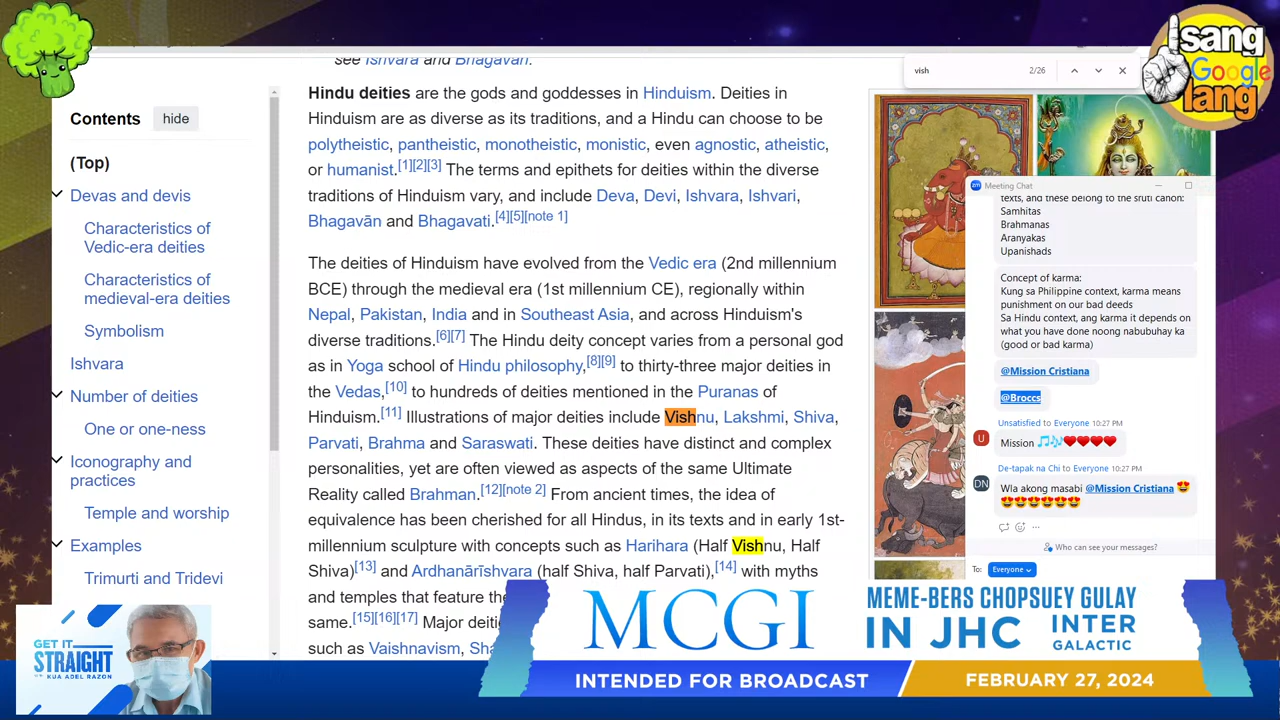 see Ishvara and Bhagavan.
vish
2/26
Isang
Google
lang
Contents
hide
(Top)
Devas and devis
Characteristics of
Vedic-era deities
Characteristics of
medieval-era deities
Symbolism
Ishvara
Number of deities
One or one-ness
Iconography and
practices
Temple and worship
Examples
Trimurti and Tridevi
Hindu deities are the gods and goddesses in Hinduism. Deities in
Hinduism are as diverse as its traditions, and a Hindu can choose to be
polytheistic, pantheistic, monotheistic, monistic, even agnostic, atheistic,
or humanist.[1][2][3] The terms and epithets for deities within the diverse
traditions of Hinduism vary, and include Deva, Devi, Ishvara, Ishvari,
Bhagavān and Bhagavati.[4][5][note 1]
The deities of Hinduism have evolved from the Vedic era (2nd millennium
BCE) through the medieval era (1st millennium CE), regionally within
Nepal, Pakistan, India and in Southeast Asia, and across Hinduism's
diverse traditions.[6][7] The Hindu deity concept varies from a personal god
as in Yoga school of Hindu philosophy,[8][9] to thirty-three major deities in
the Vedas,[10] to hundreds of deities mentioned in the Puranas of
Hinduism.[11] Illustrations of major deities include Vishnu, Lakshmi, Shiva,
Parvati, Brahma and Saraswati. These deities have distinct and complex
personalities, yet are often viewed as aspects of the same Ultimate
Reality called Brahman.[12][note 2] From ancient times, the idea of
equivalence has been cherished for all Hindus, in its texts and in early 1st-
millennium sculpture with concepts such as Harihara (Half Vishnu, Half
Shiva)[13] and Ardhanārīshvara (half Shiva, half Parvati),[14] with myths
and temples that feature the
same.[15][16][17] Major deiti
such as Vaishnavism, Sha
Meeting Chat
texts, and these belong to the sruti canon:
Samhitas
Brahmanas
Aranyakas
Upanishads
Concept of karma:
Kung sa Philippine context, karma means
punishment on our bad deeds
Sa Hindu context, ang karma it depends on
what you have done noong nabubuhay ka
(good or bad karma)
@Mission Cristiana
@Broccs
Unsatisfied to Everyone 10:27 PM
U
Mission 🎵🎶❤️❤️❤️❤️
De-tapak na Chi to Everyone 10:27 PM
DN
Wla akong masabi @Mission Cristiana 😍
😍😍😍😍😍😍
Who can see your messages?
To: Everyone
GET IT
STRAIGHT
WITH KUA ADEL RAZON
MCGI
MEME-BERS CHOPSUEY GULAY
IN JHC INTER
GALACTIC
INTENDED FOR BROADCAST
FEBRUARY 27, 2024